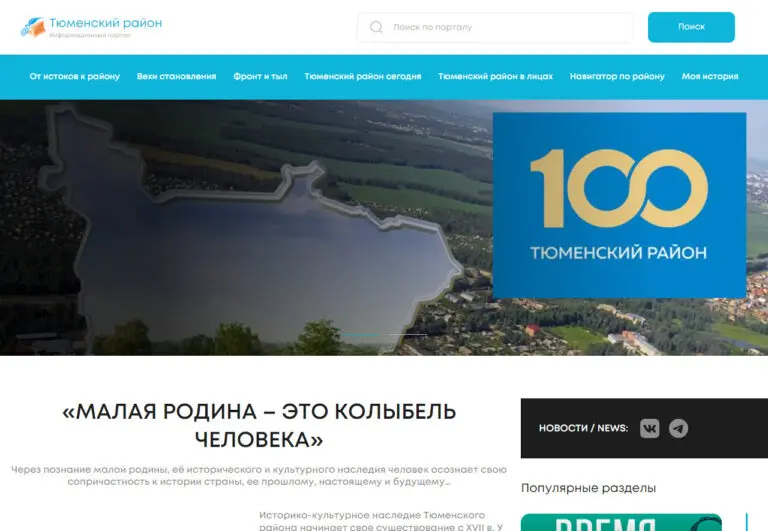 Тюменский район
Информационный портал
Поиск по порталу
Поиск
От истоков к району
Вехи становления
Фронт и тыл
Тюменский район сегодня
Тюменский район в лицах
Навигатор по району
Моя история
100
ТЮМЕНСКИЙ РАЙОН
«МАЛАЯ РОДИНА – ЭТО КОЛЫБЕЛЬ
ЧЕЛОВЕКА»
Через познание малой родины, её исторического и культурного наследия человек осознает свою
сопричастность к истории страны, ее прошлому, настоящему и будущему…
НОВОСТИ / NEWS:
Популярные разделы
Историко-культурное наследие Тюменского
района начинает свое существование с XVII в. У
ВРЕМЯ